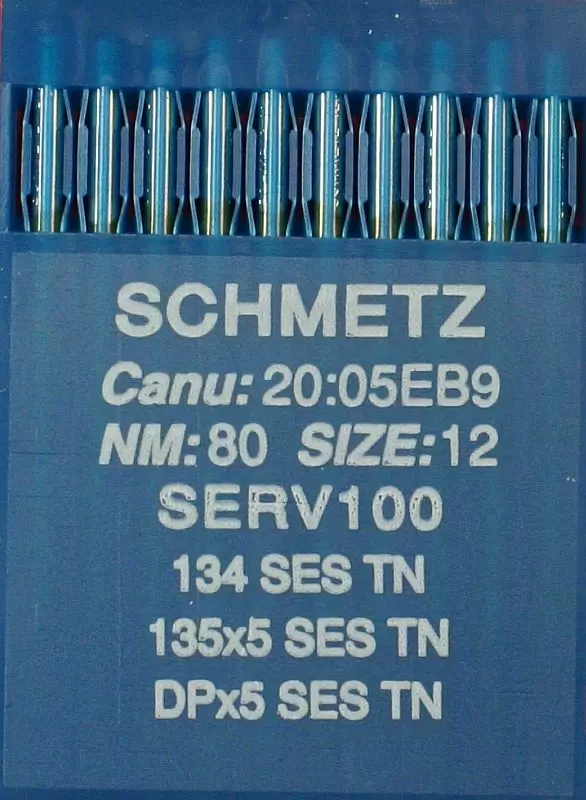 SCHMETZ
Canu: 20:05EB9
NM: 80 SIZE: 12
SERV100
134 SES TN
135x5 SES TN
DPx5 SES TN